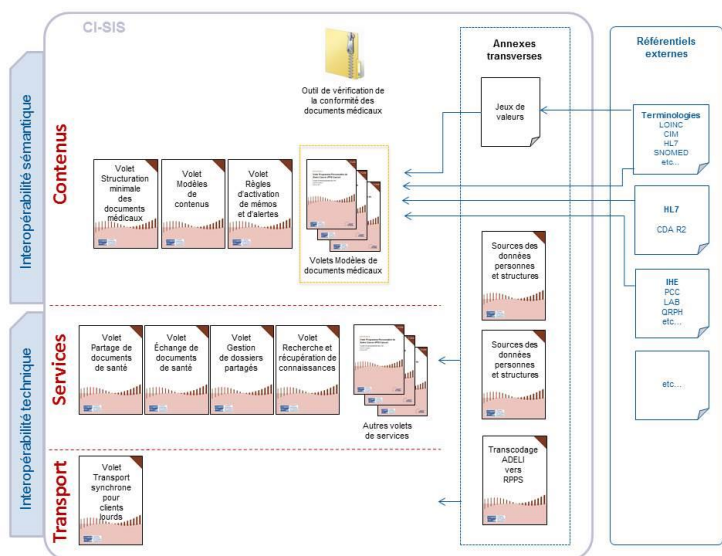 CI-SIS
Interopérabilité sémantique
Interopérabilité technique
Contenus
Services
Transport
Outil de vérification de
la conformité des
documents médicaux
Annexes
transverses
Référentiels
externes
Jeux de
valeurs
Terminologies
LOINC
CIM
HL7
SNOMED
etc...
HL7
CDA R2
IHE
PCC
LAB
QRPH
etc...
etc...
Volet
Structuration
minimale
des
documents
médicaux
Volet
Modèles
de
contenus
Volet
Règles
d'activation
de mémos
et d'alertes
Volets Modèles de
documents médicaux
Sources des
données
personnes
et structures
Volet
Partage de
documents
de santé
Volet
Échange de
documents
de santé
Volet
Gestion
de dossiers
partagés
Volet
Recherche et
récupération de
connaissances
Autres volets
de services
Sources des
données
personnes
et structures
Volet
Transport
synchrone
pour
clients
lourds
Transcodage
ADELI
vers
RPPS